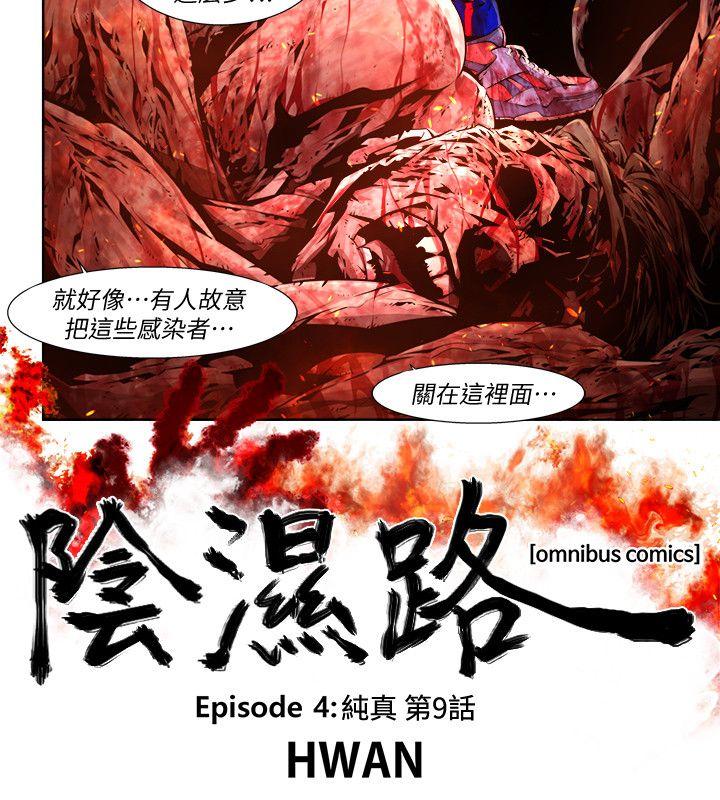 就好像⋯有人故意
把這些感染者⋯
關在這裡面⋯
陰濕路
[omnibus comics]
Episode 4:純真 第9話
HWAN